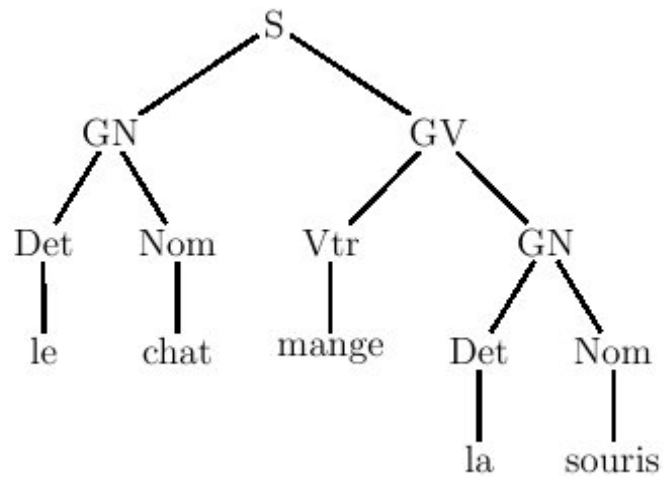 S
GN GV
Det Nom Vtr GN
le chat mange Det Nom
la souris